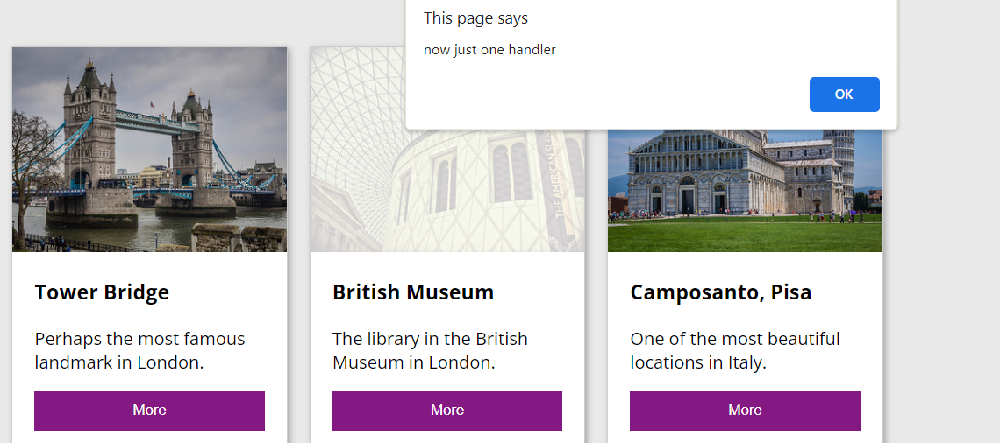 This page says
now just one handler
OK
THE AMERICAN SCE
Tower Bridge
British Museum
Camposanto, Pisa
Perhaps the most famous
landmark in London.
The library in the British
Museum in London.
One of the most beautiful
locations in Italy.
More
More
More